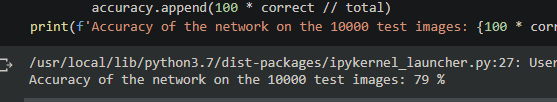 accuracy.append(100 * correct // total)
print(f'Accuracy of the network on the 10000 test images: {100 * corr
/usr/local/lib/python3.7/dist-packages/ipykernel_launcher.py:27: User
Accuracy of the network on the 10000 test images: 79 %